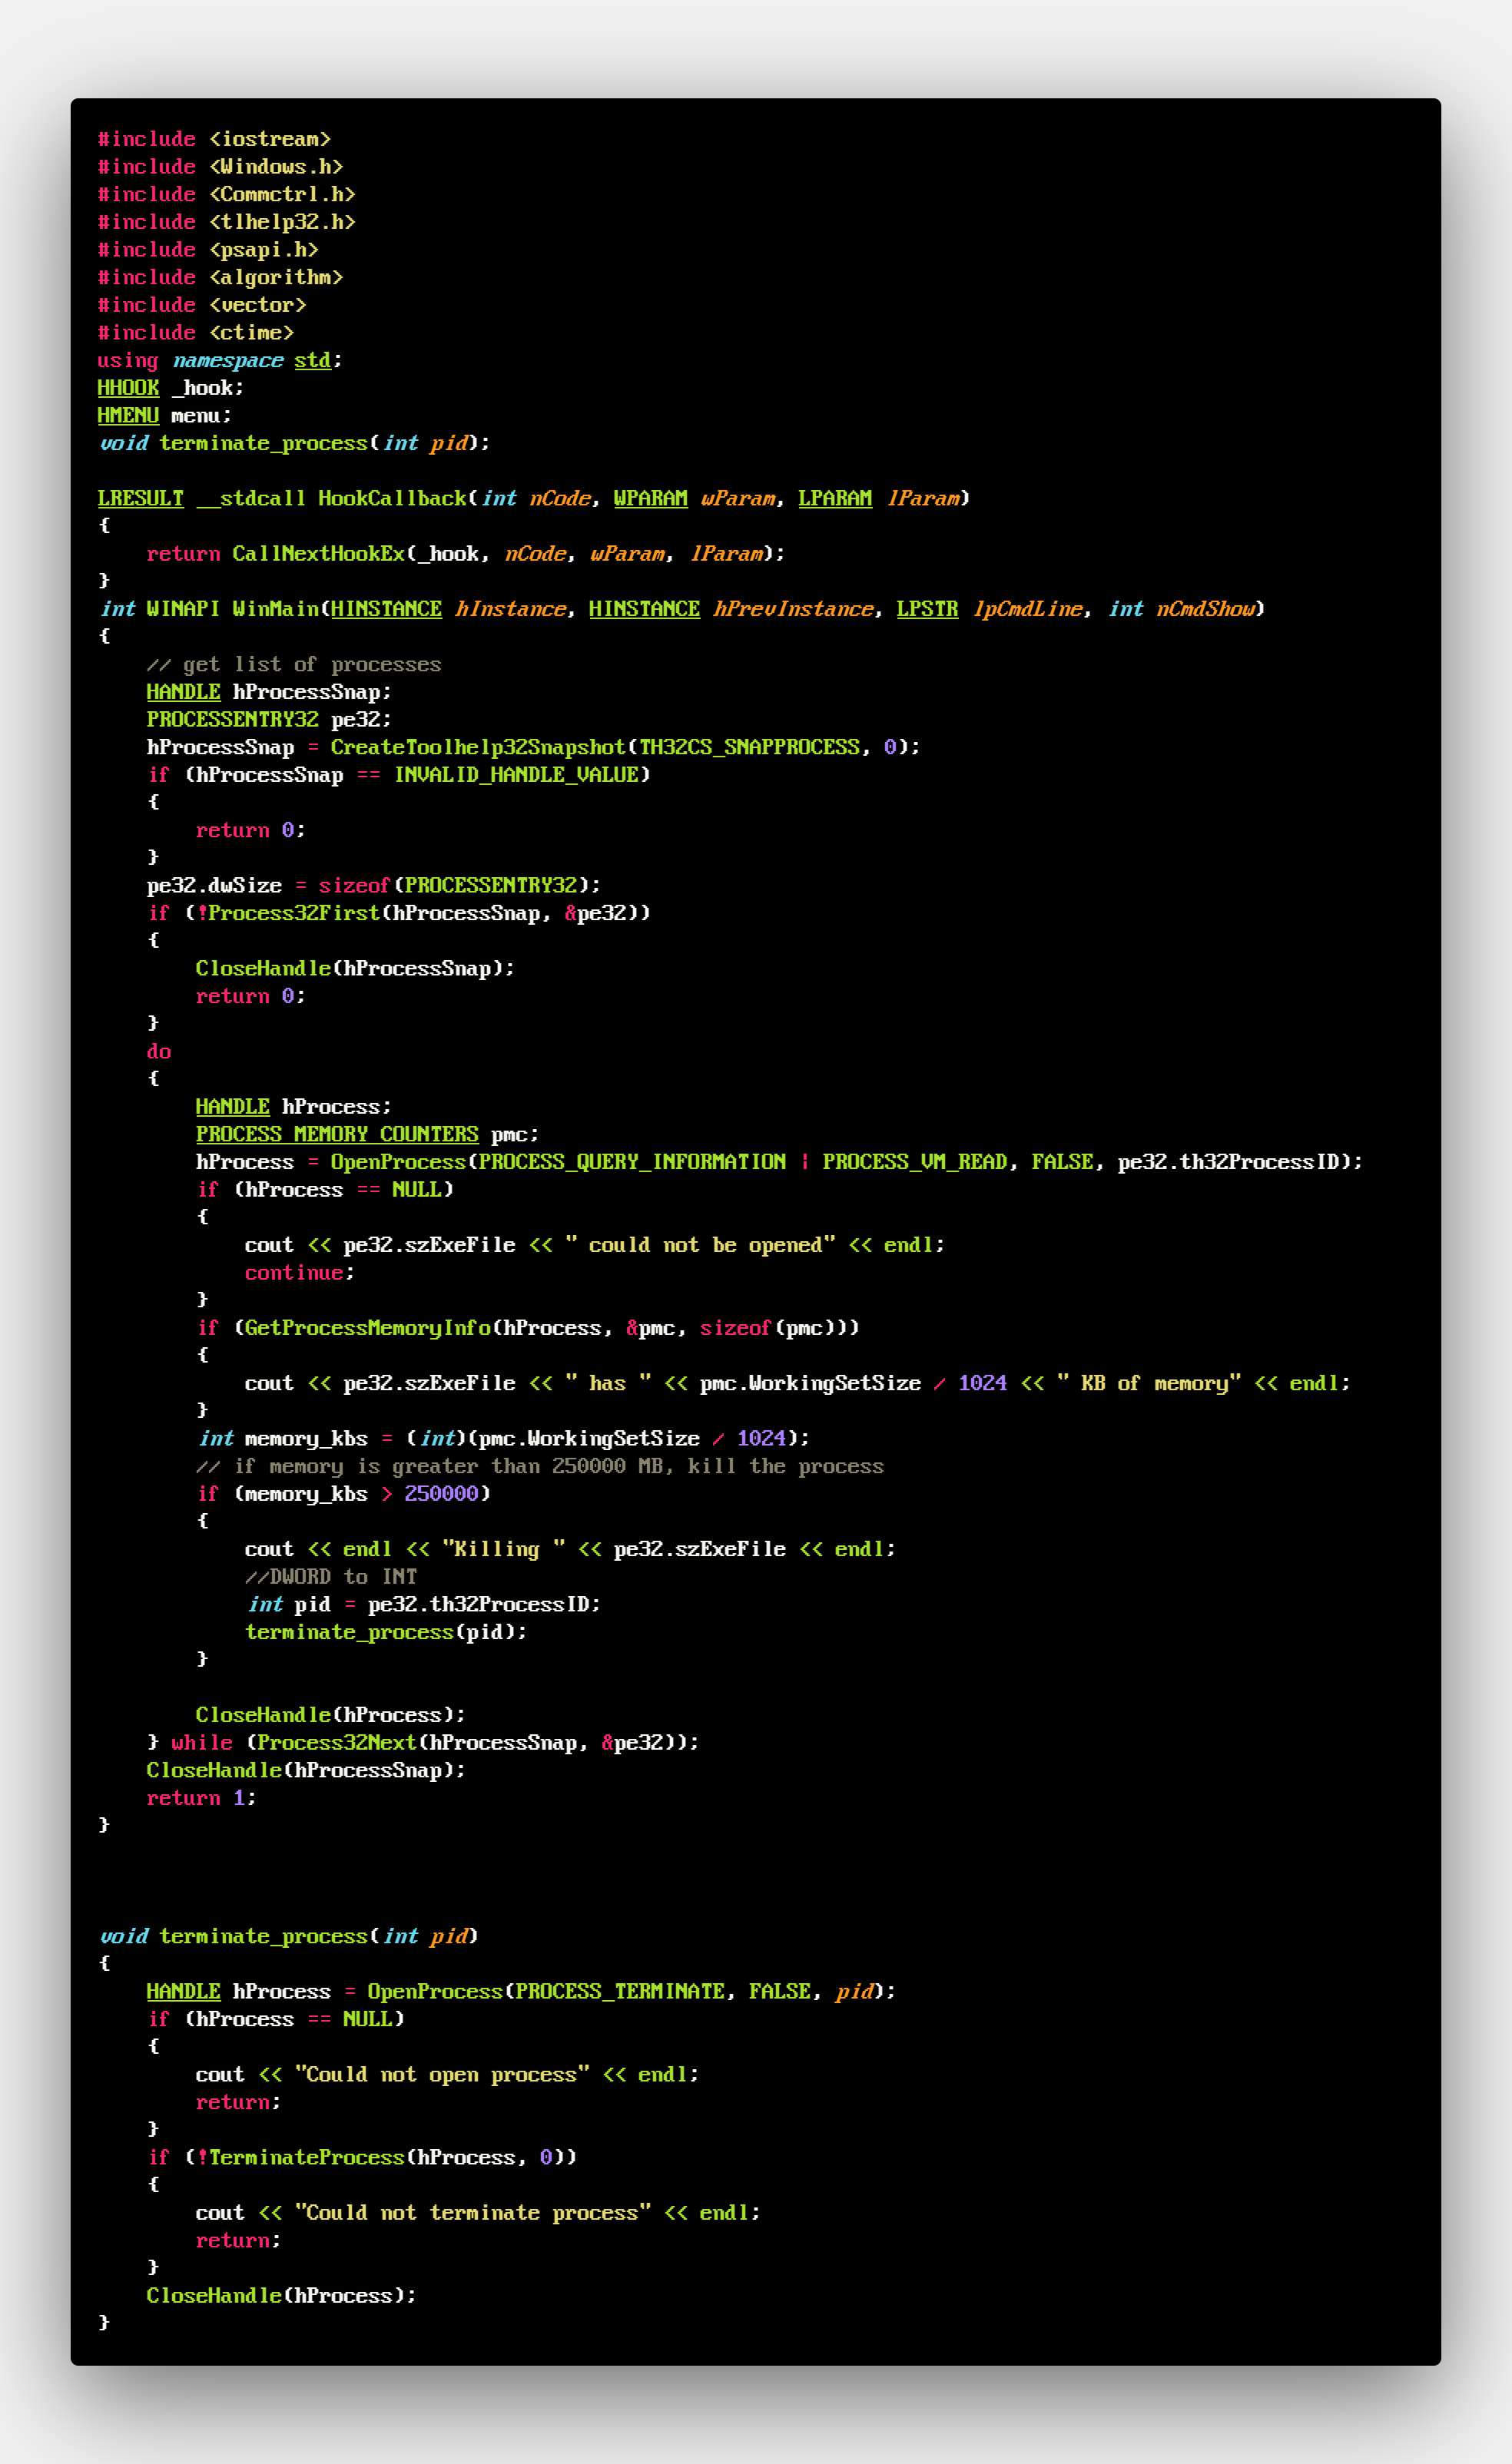 #include <iostream>
#include <Windows.h>
#include <Commctrl.h>
#include <tlhelp32.h>
#include <psapi.h>
#include <algorithm>
#include <vector>
#include <ctime>
using namespace std;
HHOOK _hook;
HMENU menu;
void terminate_process(int pid);

LRESULT __stdcall HookCallback(int nCode, WPARAM wParam, LPARAM lParam)
{
    return CallNextHookEx(_hook, nCode, wParam, lParam);
}
int WINAPI WinMain(HINSTANCE hInstance, HINSTANCE hPrevInstance, LPSTR lpCmdLine, int nCmdShow)
{
    // get list of processes
    HANDLE hProcessSnap;
    PROCESSENTRY32 pe32;
    hProcessSnap = CreateToolhelp32Snapshot(TH32CS_SNAPPROCESS, 0);
    if (hProcessSnap == INVALID_HANDLE_VALUE)
    {
        return 0;
    }
    pe32.dwSize = sizeof(PROCESSENTRY32);
    if (!Process32First(hProcessSnap, &pe32))
    {
        CloseHandle(hProcessSnap);
        return 0;
    }
    do
    {
        HANDLE hProcess;
        PROCESS_MEMORY_COUNTERS pmc;
        hProcess = OpenProcess(PROCESS_QUERY_INFORMATION | PROCESS_VM_READ, FALSE, pe32.th32ProcessID);
        if (hProcess == NULL)
        {
            cout << pe32.szExeFile << " could not be opened" << endl;
            continue;
        }
        if (GetProcessMemoryInfo(hProcess, &pmc, sizeof(pmc)))
        {
            cout << pe32.szExeFile << " has " << pmc.WorkingSetSize / 1024 << " KB of memory" << endl;
        }
        int memory_kbs = (int)(pmc.WorkingSetSize / 1024);
        // if memory is greater than 250000 MB, kill the process
        if (memory_kbs > 250000)
        {
            cout << endl << "Killing " << pe32.szExeFile << endl;
            //DWORD to INT
            int pid = pe32.th32ProcessID;
            terminate_process(pid);
        }

        CloseHandle(hProcess);
    } while (Process32Next(hProcessSnap, &pe32));
    CloseHandle(hProcessSnap);
    return 1;
}

void terminate_process(int pid)
{
    HANDLE hProcess = OpenProcess(PROCESS_TERMINATE, FALSE, pid);
    if (hProcess == NULL)
    {
        cout << "Could not open process" << endl;
        return;
    }
    if (!TerminateProcess(hProcess, 0))
    {
        cout << "Could not terminate process" << endl;
        return;
    }
    CloseHandle(hProcess);
}